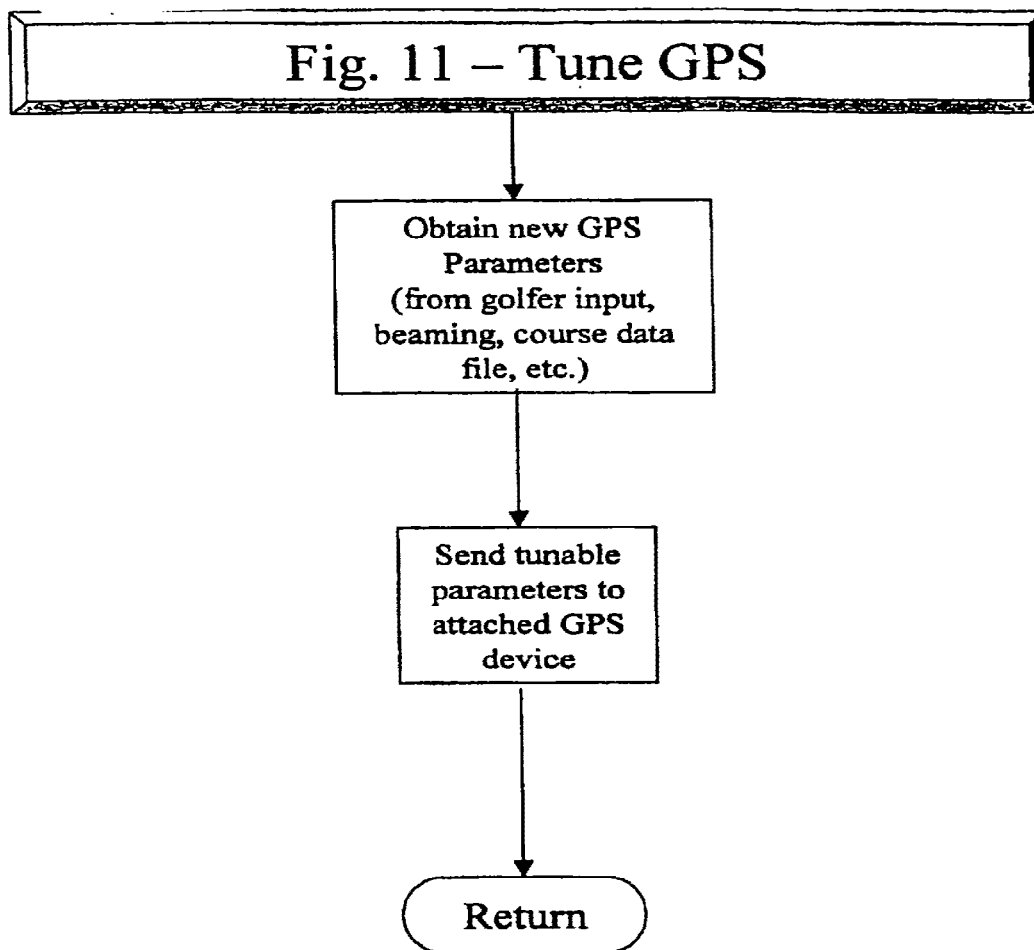 Fig. 11 – Tune GPS
Obtain new GPS
Parameters
(from golfer input,
beaming, course data
file, etc.)
Send tunable
parameters to
attached GPS
device
Return